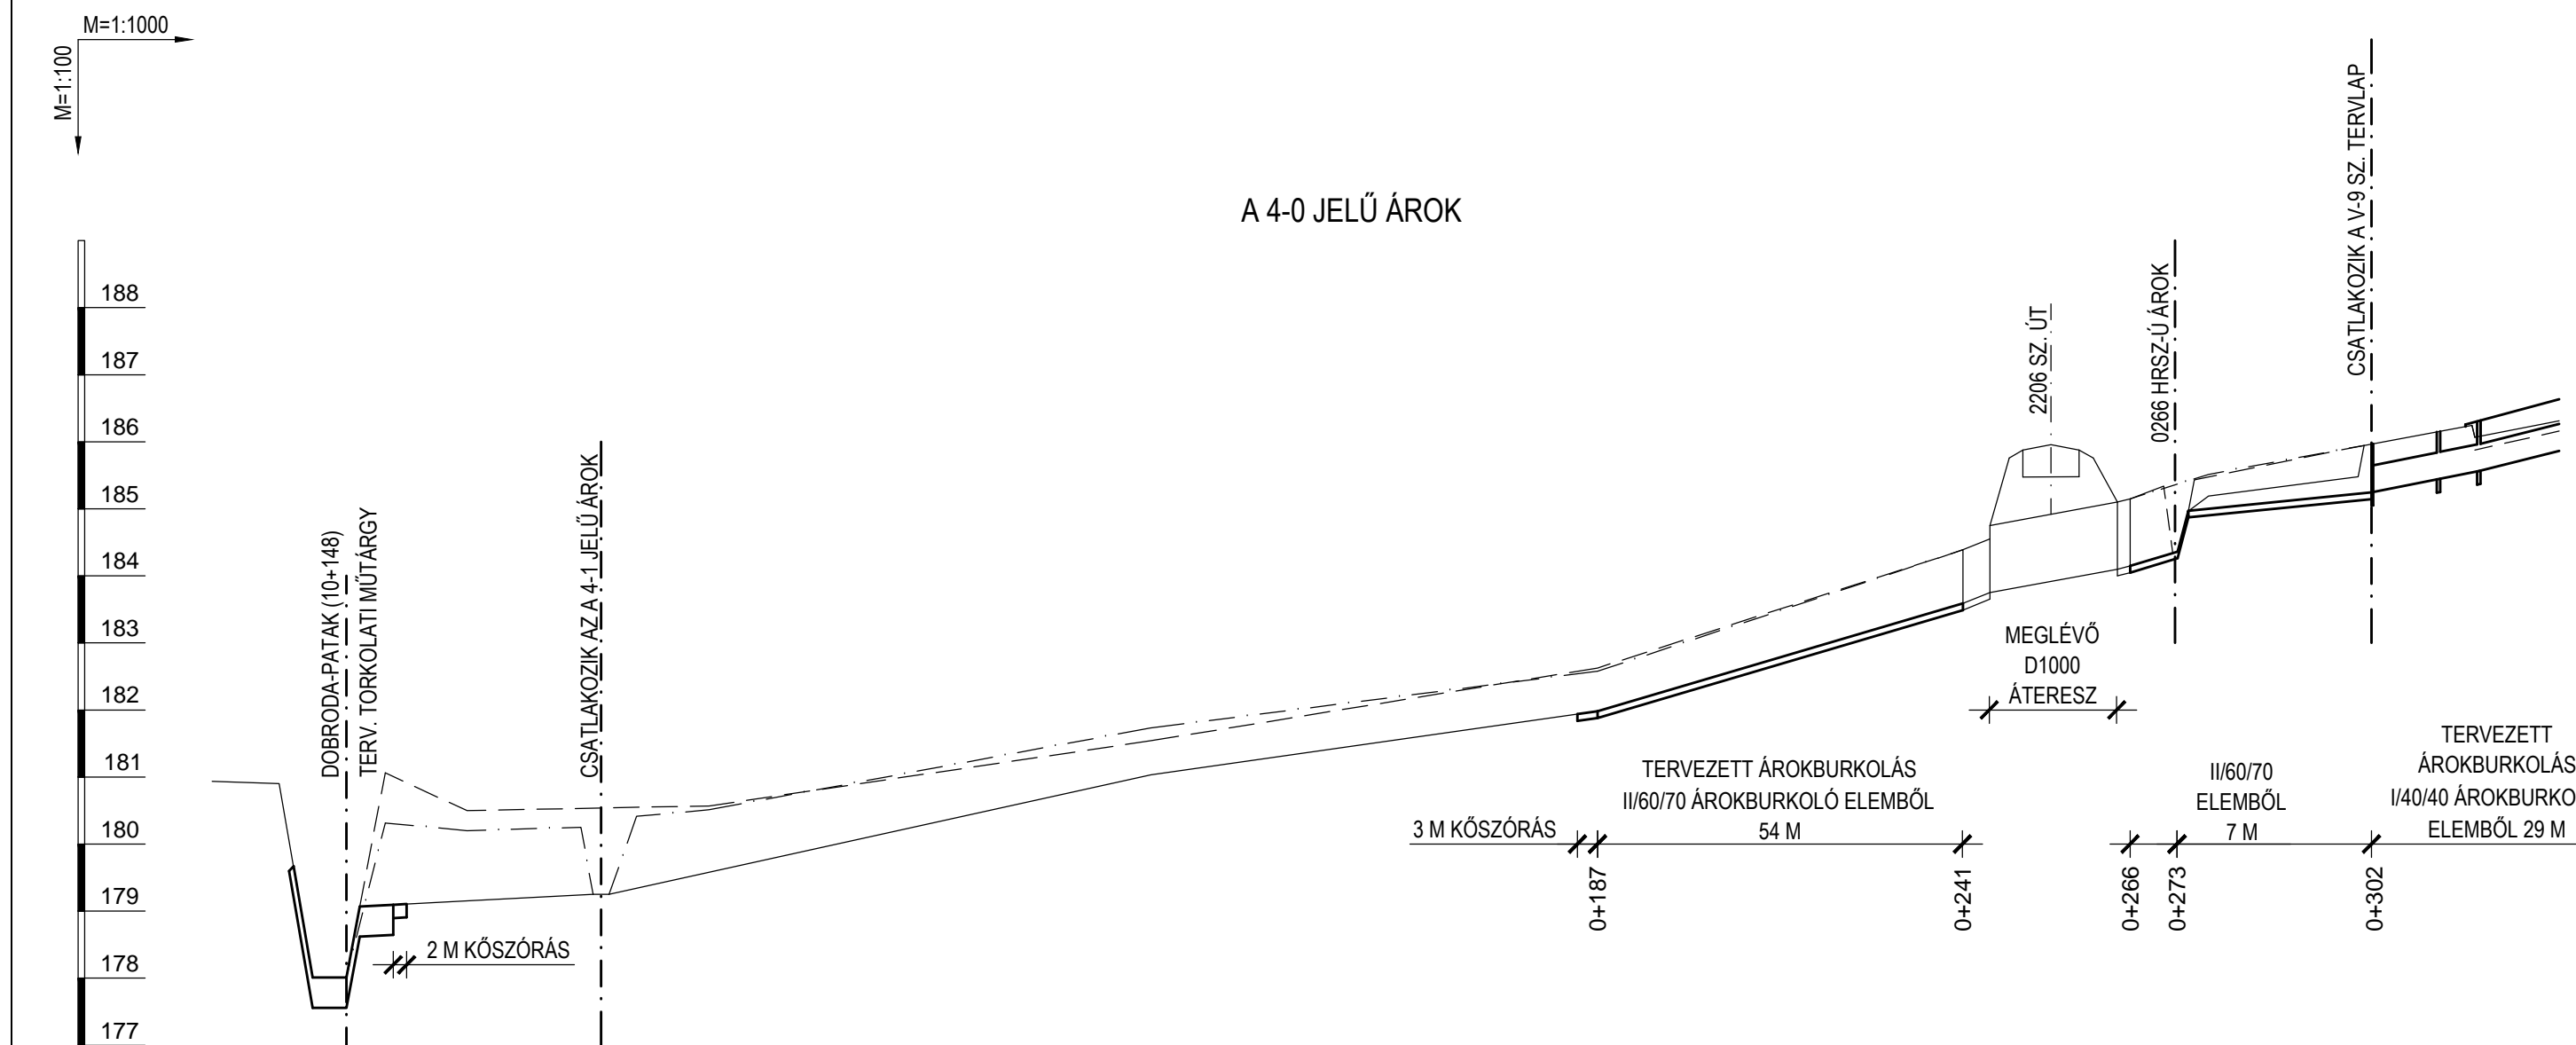 M=1:1000
M=1:100
A 4-0 JELŰ ÁROK
188
187
186
185
184
183
182
181
180
179
178
177
DOBRODA-PATAK (10+148)
TERV. TORKOLATI MŰTÁRGY
2 M KŐSZÓRÁS
CSATLAKOZIK AZ A 4-1 JELŰ ÁROK
3 M KŐSZÓRÁS
TERVEZETT ÁROKBURKOLÁS
II/60/70 ÁROKBURKOLÓ ELEMBŐL
54 M
0+187
0+241
2206 SZ. ÚT
MEGLÉVŐ
D1000
ÁTERESZ
0266 HRSZ-Ú ÁROK
II/60/70
ELEMBŐL
7 M
0+266
0+273
CSATLAKOZIK A V-9 SZ. TERVLAP
TERVEZETT
ÁROKBURKOLÁS
I/40/40 ÁROKBURKO
ELEMBŐL 29 M
0+302